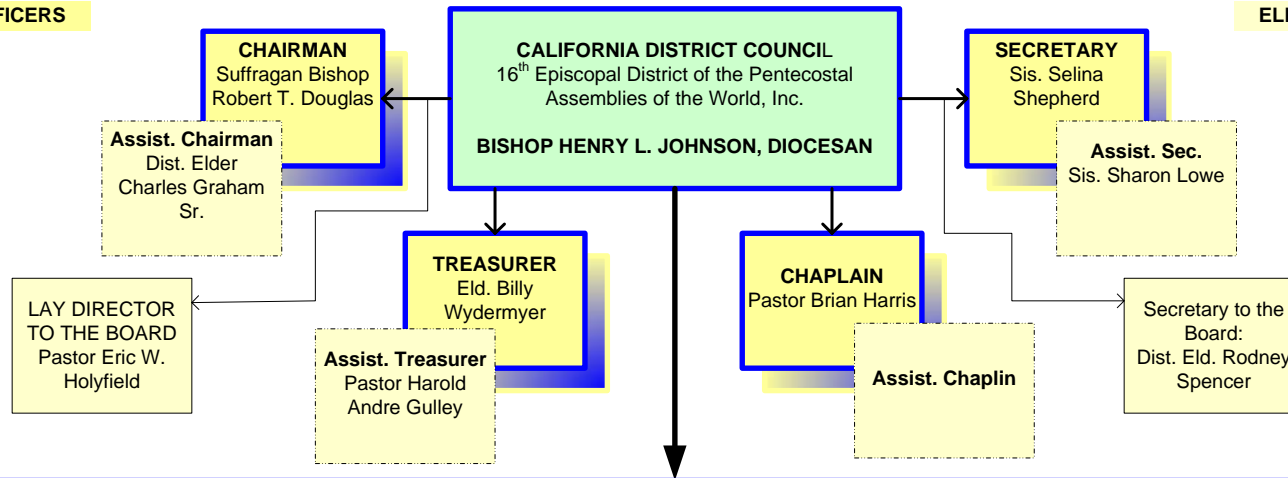 FICERS
ELE
CHAIRMAN
Suffragan Bishop
Robert T. Douglas
Assist. Chairman
Dist. Elder
Charles Graham
Sr.
CALIFORNIA DISTRICT COUNCIL
16th Episcopal District of the Pentecostal
Assemblies of the World, Inc.
BISHOP HENRY L. JOHNSON, DIOCESAN
SECRETARY
Sis. Selina
Shepherd
Assist. Sec.
Sis. Sharon Lowe
LAY DIRECTOR
TO THE BOARD
Pastor Eric W.
Holyfield
TREASURER
Eld. Billy
Wydermyer
Assist. Treasurer
Pastor Harold
Andre Gulley
CHAPLAIN
Pastor Brian Harris
Assist. Chaplin
Secretary to the
Board:
Dist. Eld. Rodney
Spencer